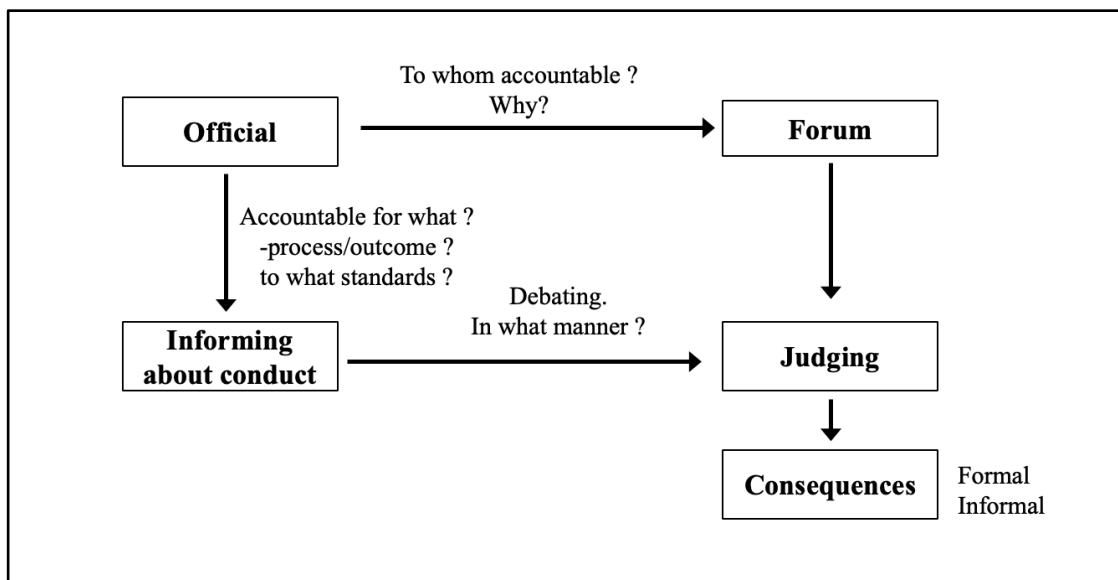 To whom accountable ?
Why?
Official
Forum
Accountable for what ?
-process/outcome ?
to what standards ?
Debating.
In what manner ?
Informing
about conduct
Judging
Consequences
Formal
Informal